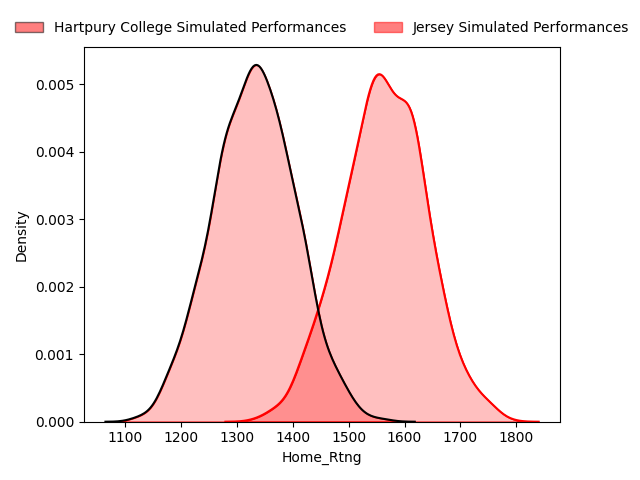 Hartpury College Simulated Performances Jersey Simulated Performances
0.005
0.004
0.003
0.002
0.001
0.000
Density
1100 1200 1300 1400 1500 1600 1700 1800
Home_Rtng